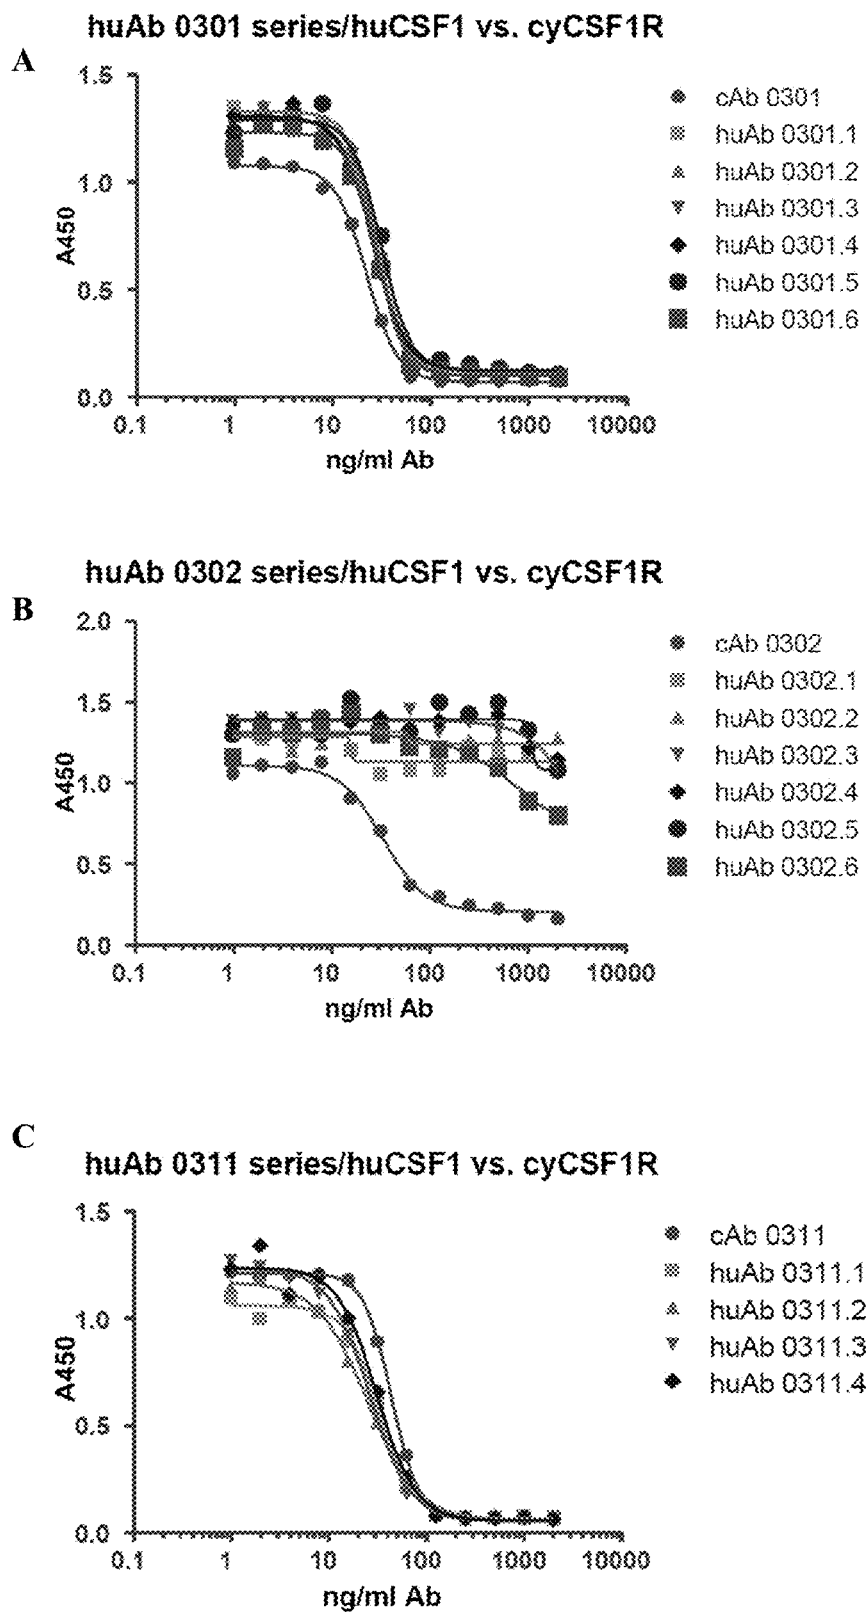 huAb 0301 series/huCSF1 vs. cyCSF1R
A
1.5
1.0
0.5
0.0
A450
0.1
1
10
100
1000
10000
ng/ml Ab
cAb 0301
huAb 0301.1
huAb 0301.2
huAb 0301.3
huAb 0301.4
huAb 0301.5
huAb 0301.6
huAb 0302 series/huCSF1 vs. cyCSF1R
B
2.0
1.5
1.0
0.5
0.0
A450
0.1
1
10
100
1000
10000
ng/ml Ab
cAb 0302
huAb 0302.1
huAb 0302.2
huAb 0302.3
huAb 0302.4
huAb 0302.5
huAb 0302.6
C
huAb 0311 series/huCSF1 vs. cyCSF1R
1.5
1.0
0.5
0.0
A450
0.1
1
10
100
1000
10000
ng/ml Ab
cAb 0311
huAb 0311.1
huAb 0311.2
huAb 0311.3
huAb 0311.4